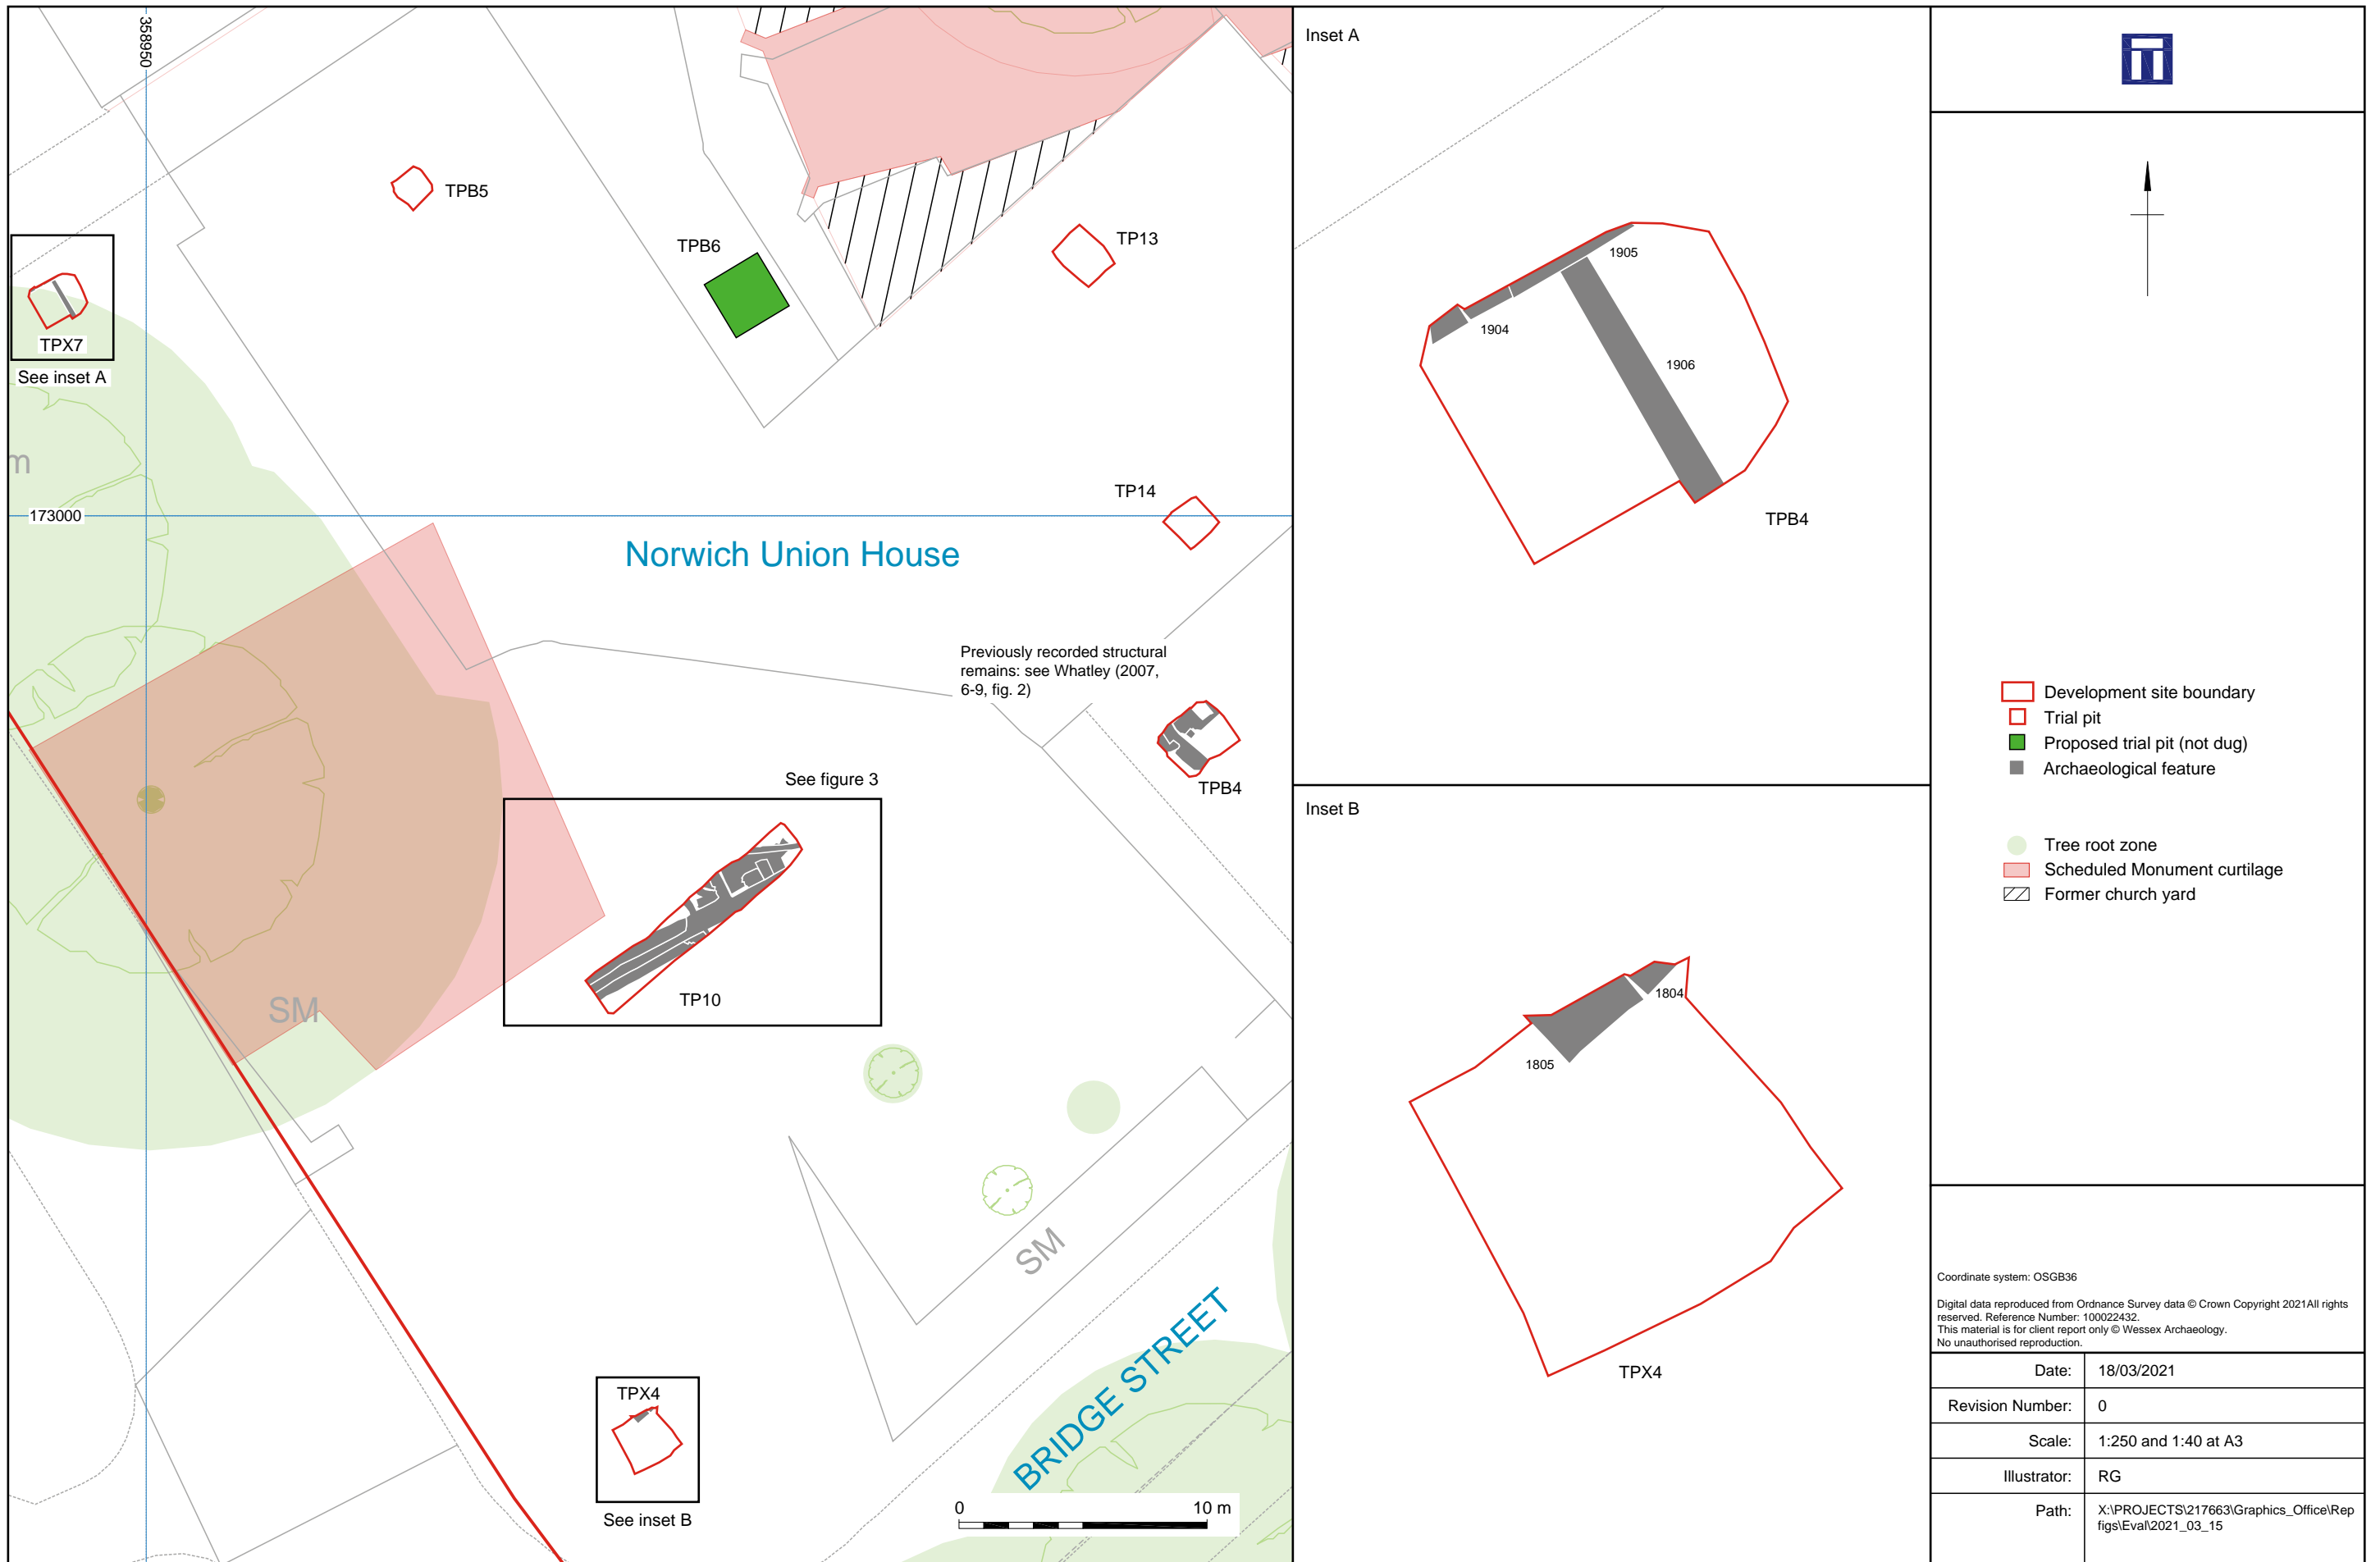 358950
TPB5
TPB6
TP13
TPX7
See inset A
m
173000
TP14
Norwich Union House
Previously recorded structural
remains: see Whatley (2007,
6-9, fig. 2)
TPB4
See figure 3
TP10
SM
SM
BRIDGE STREET
TPX4
See inset B
0 10 m
Inset A
1905
1904
1906
TPB4
Inset B
1804
1805
TPX4
Development site boundary
Trial pit
Proposed trial pit (not dug)
Archaeological feature
Tree root zone
Scheduled Monument curtilage
Former church yard
Coordinate system: OSGB36
Digital data reproduced from Ordnance Survey data © Crown Copyright 2021All rights
reserved. Reference Number: 100022432.
This material is for client report only © Wessex Archaeology.
No unauthorised reproduction.
Date: 18/03/2021
Revision Number: 0
Scale: 1:250 and 1:40 at A3
Illustrator: RG
Path: X:\PROJECTS\217663\Graphics_Office\Rep
figs\Eval\2021_03_15